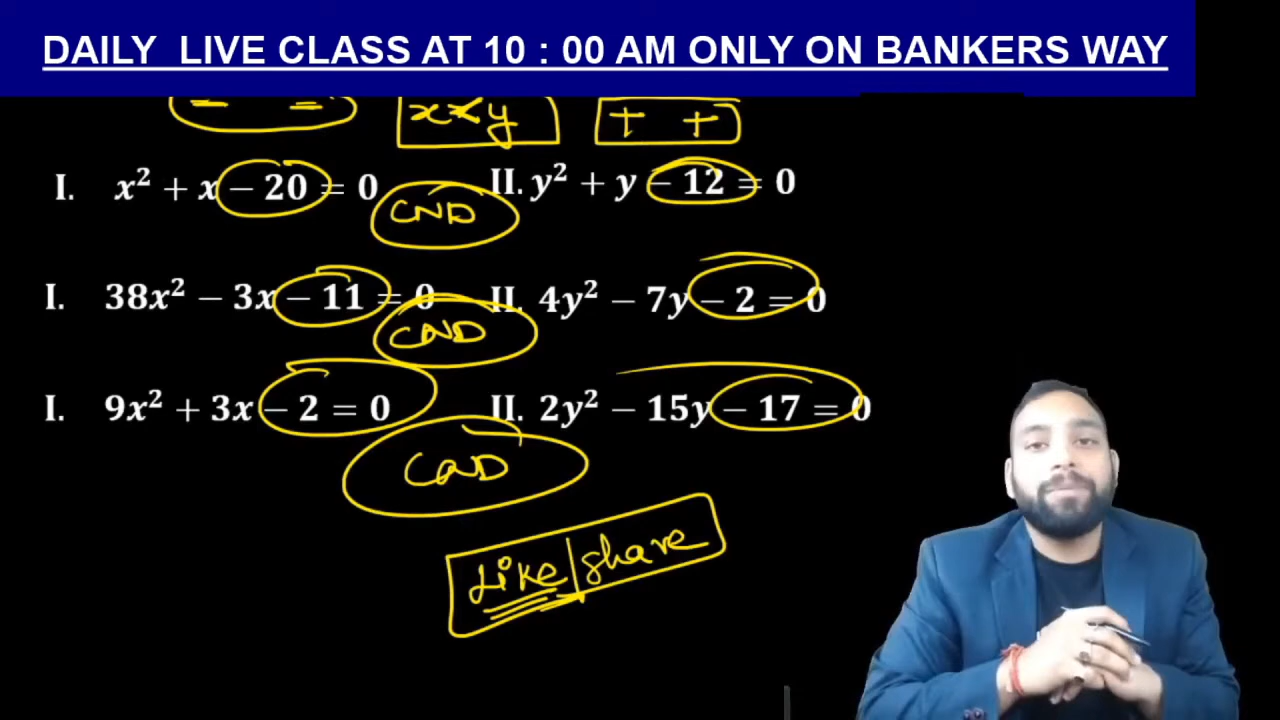 DAILY LIVE CLASS AT 10 : 00 AM ONLY ON BANKERS WAY
x < y + +
I. x² + x − 20 = 0 II. y² + y − 12 = 0
CND
I. 38x² − 3x − 11 = 0 II. 4y² − 7y − 2 = 0
CND
I. 9x² + 3x − 2 = 0 II. 2y² − 15y − 17 = 0
CND
Like | share